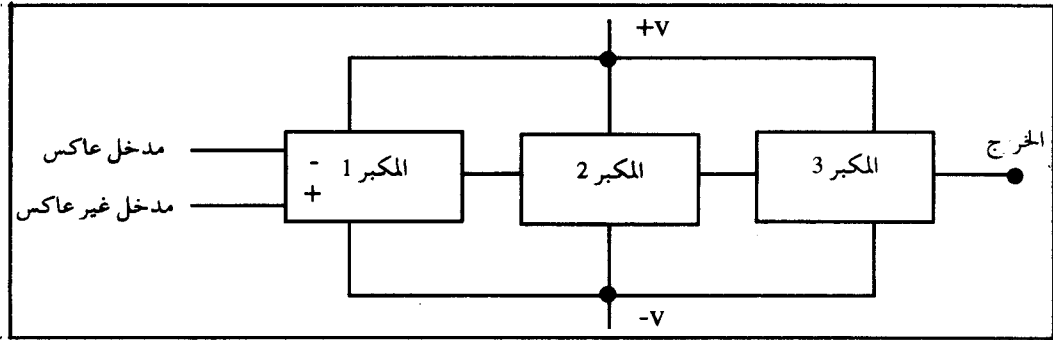 +v
مدخل عاكس
مدخل غير عاكس
-
+
المكبر 1
المكبر 2
المكبر 3
الخرج
-v